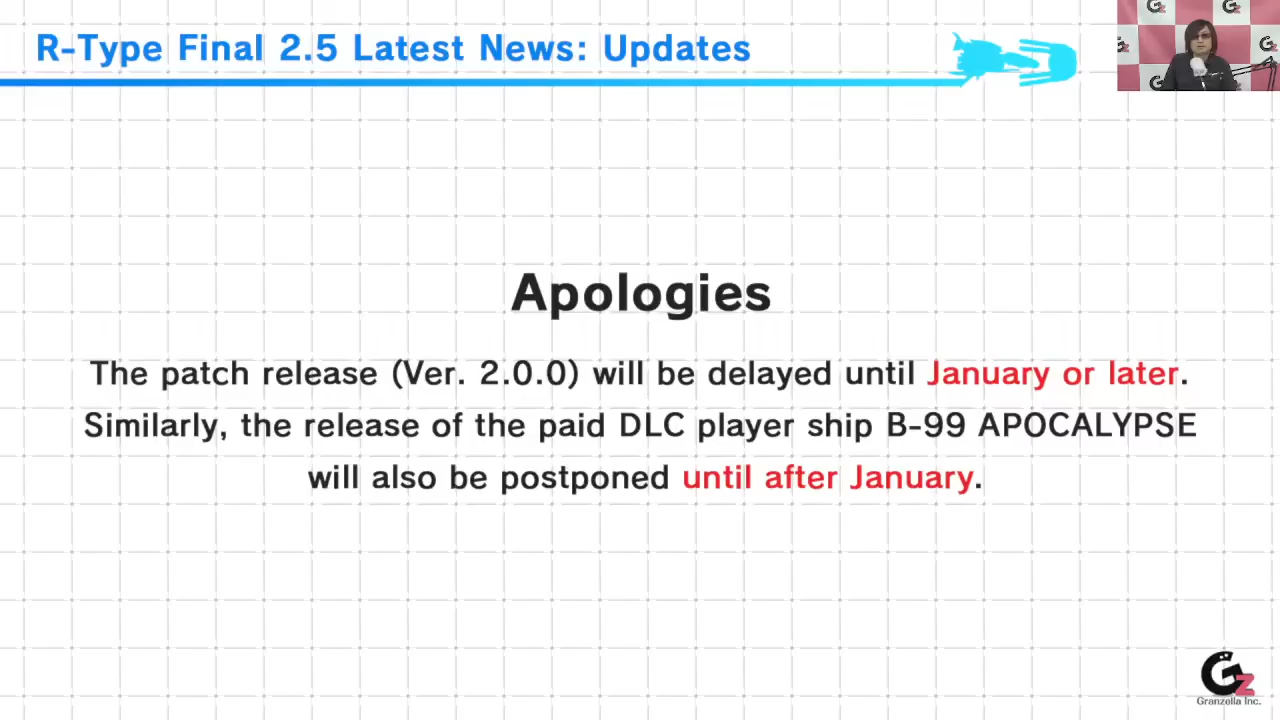 R-Type Final 2.5 Latest News: Updates
Apologies
The patch release (Ver. 2.0.0) will be delayed until January or later.
Similarly, the release of the paid DLC player ship B-99 APOCALYPSE
will also be postponed until after January.
Gz
Granzella Inc.